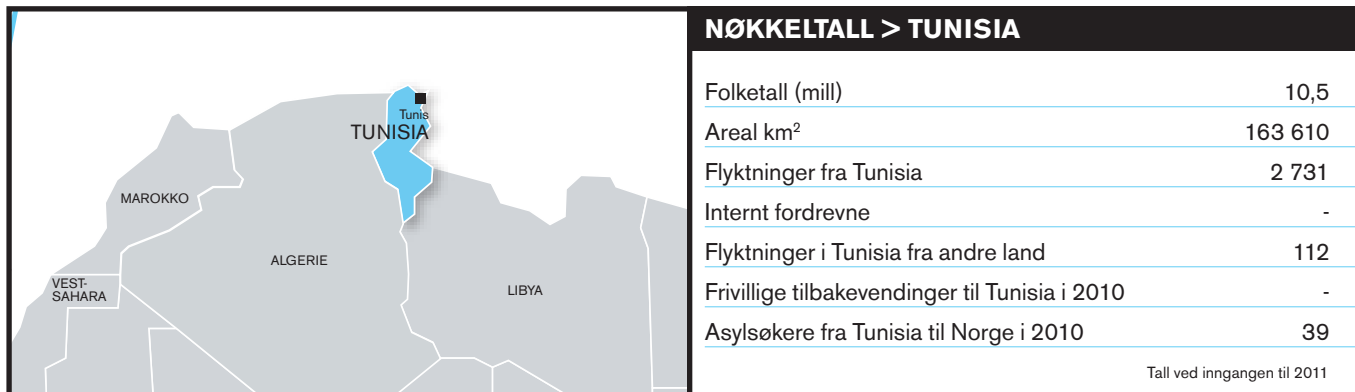 Tunis
TUNISIA
MAROKKO
ALGERIE
VEST-
SAHARA
LIBYA
NØKKELTALL > TUNISIA
Folketall (mill) 10,5
Areal km² 163 610
Flyktninger fra Tunisia 2 731
Internt fordrevne -
Flyktninger i Tunisia fra andre land 112
Frivillige tilbakevendinger til Tunisia i 2010 -
Asylsøkere fra Tunisia til Norge i 2010 39
Tall ved inngangen til 2011